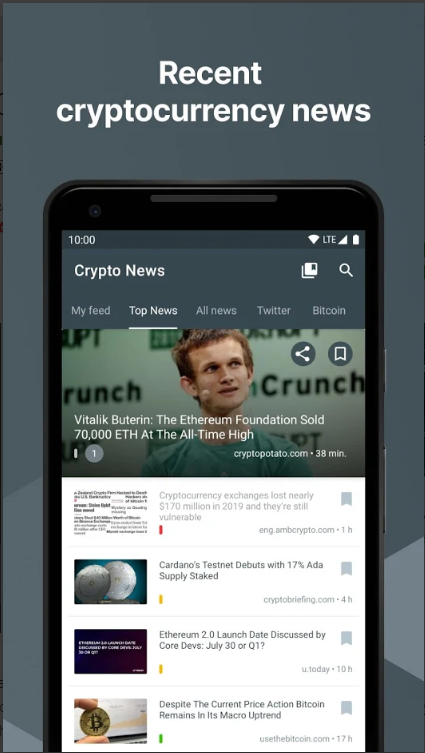 Recent
cryptocurrency news
10:00
LTE
Crypto News
My feed Top News All news Twitter Bitcoin
Vitalik Buterin: The Ethereum Foundation Sold
70,000 ETH At The All-Time High
1 cryptopotato.com • 38 min.
Cryptocurrency exchanges lost nearly
$170 million in 2019 and they're still
vulnerable
eng.ambcrypto.com • 1 h
Cardano's Testnet Debuts with 17% Ada
Supply Staked
cryptobriefing.com • 4 h
ETHEREUM 2.0 LAUNCH DATE
DISCUSSED BY CORE DEVS: JULY
30 OR Q1?
Ethereum 2.0 Launch Date Discussed by
Core Devs: July 30 or Q1?
u.today • 10 h
Despite The Current Price Action Bitcoin
Remains In Its Macro Uptrend
usethebitcoin.com • 17 h